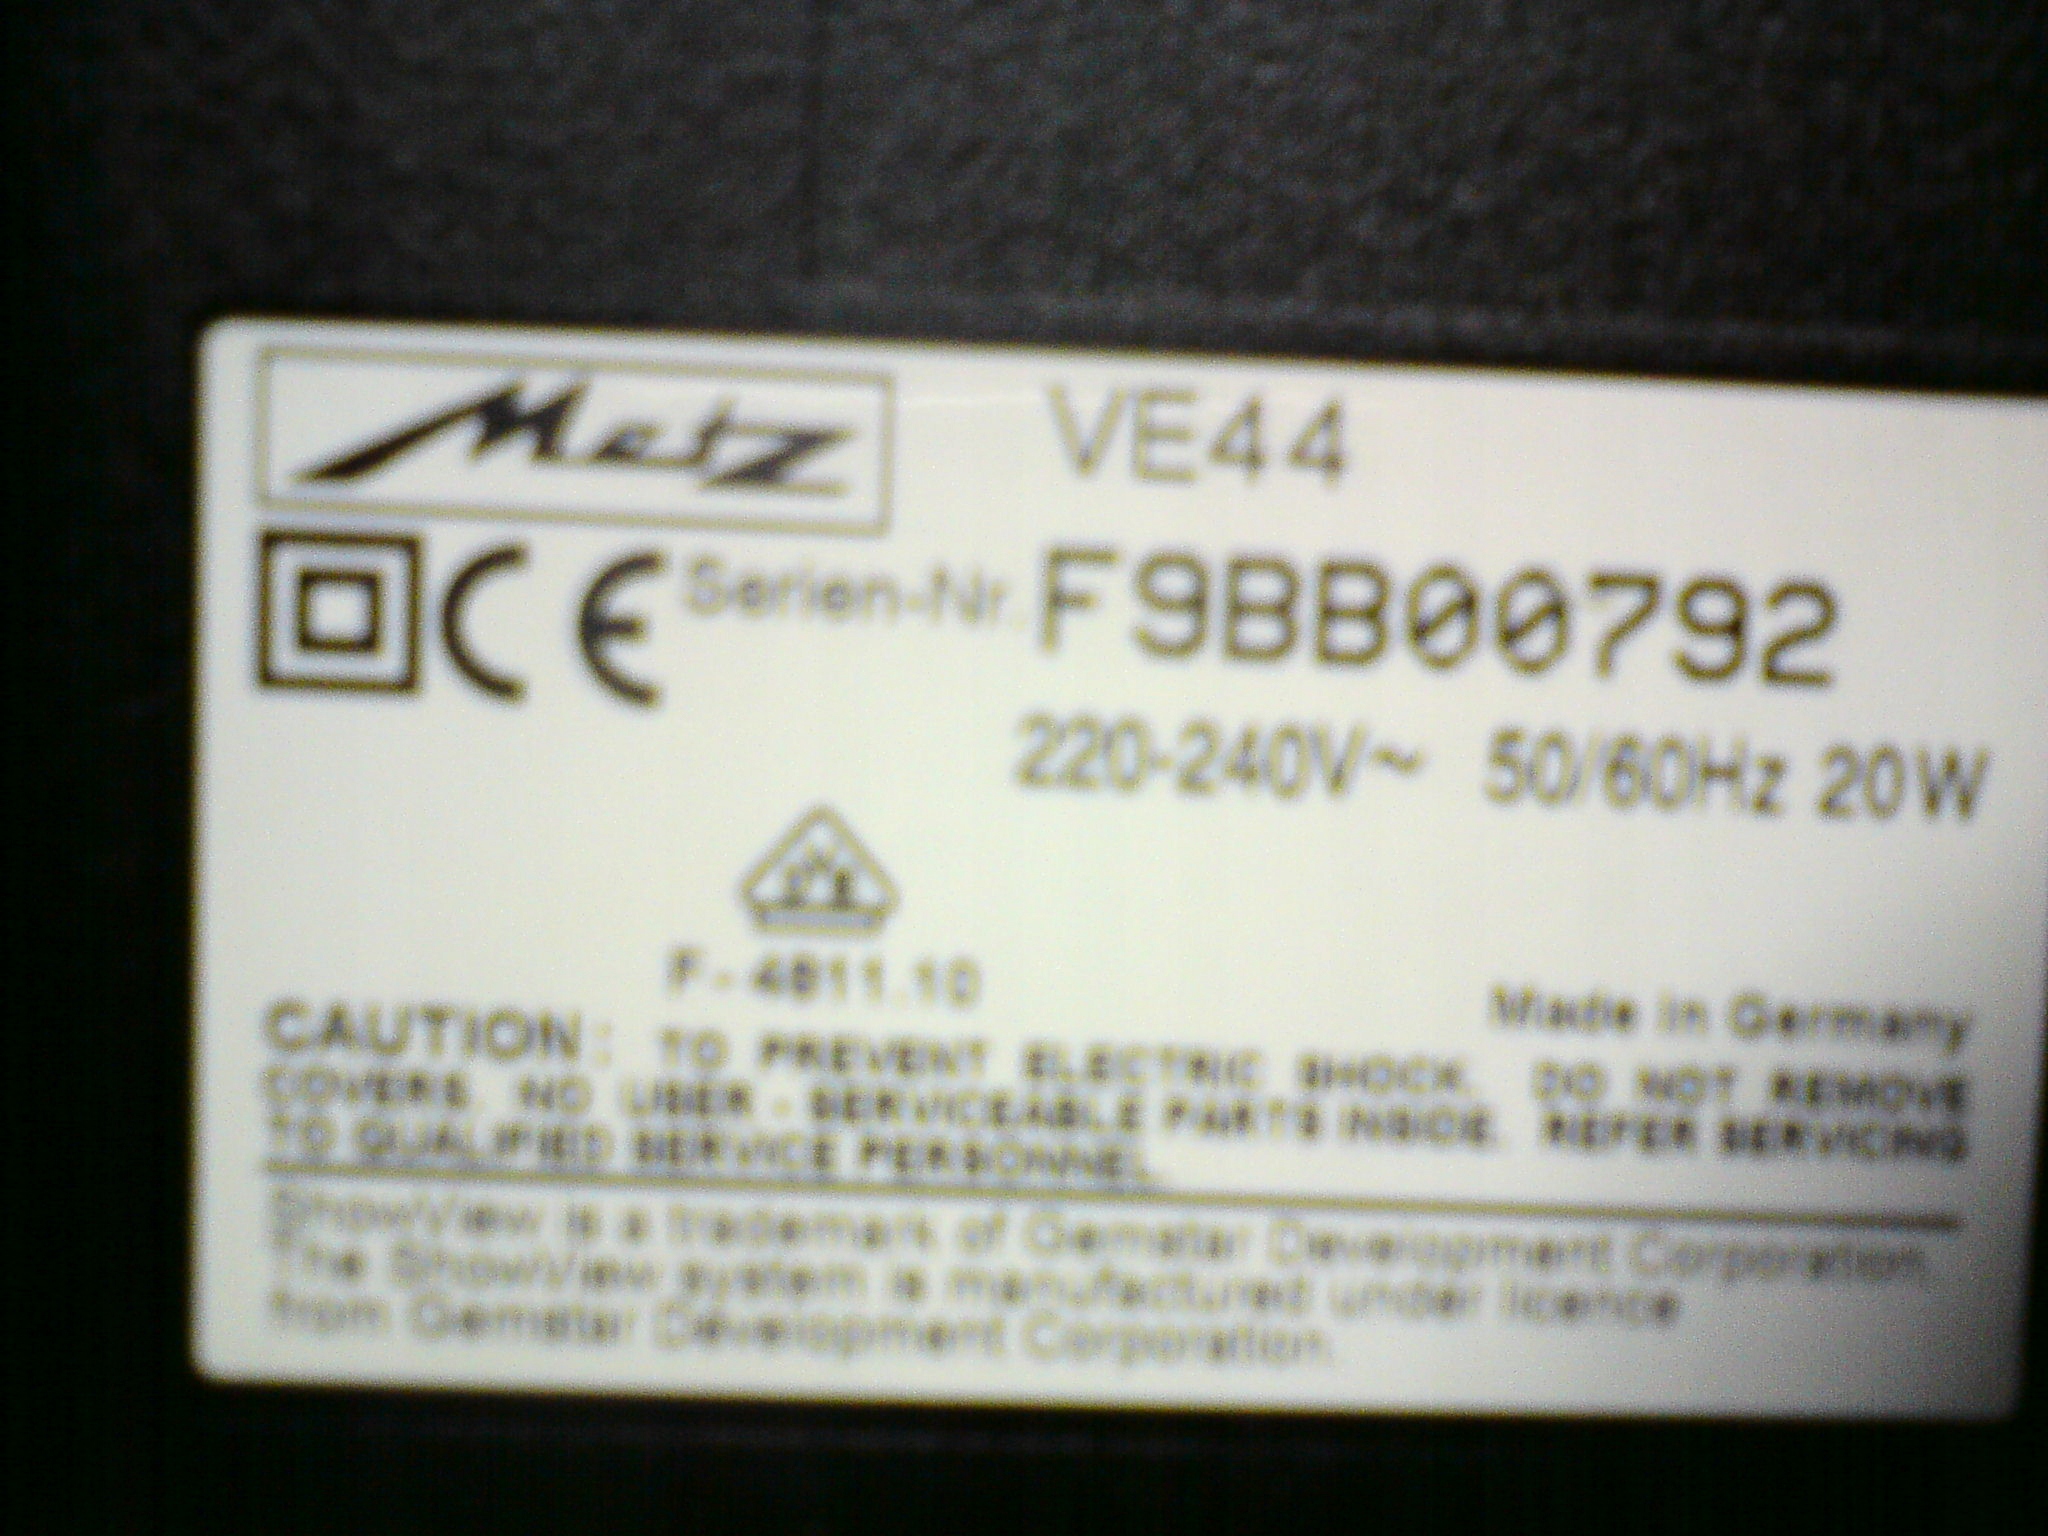 Metz VE44
CE Serien-Nr. F9BB00792
220-240V~ 50/60Hz 20W
F-4811.10
Made in Germany
CAUTION: TO PREVENT ELECTRIC SHOCK. DO NOT REMOVE
COVERS. NO USER-SERVICEABLE PARTS INSIDE. REFER SERVICING
TO QUALIFIED SERVICE PERSONNEL.
ShowView is a trademark of Gemstar Development Corporation.
The ShowView system is manufactured under licence
from Gemstar Development Corporation.